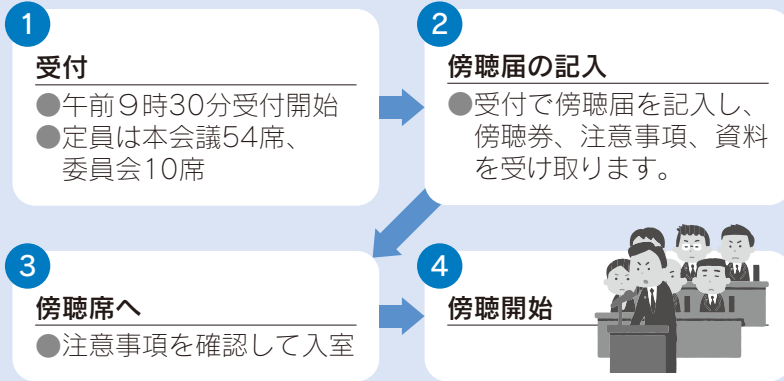 1
受付
●午前9時30分受付開始
●定員は本会議54席、
委員会10席
2
傍聴届の記入
●受付で傍聴届を記入し、
傍聴券、注意事項、資料
を受け取ります。
3
傍聴席へ
●注意事項を確認して入室
4
傍聴開始